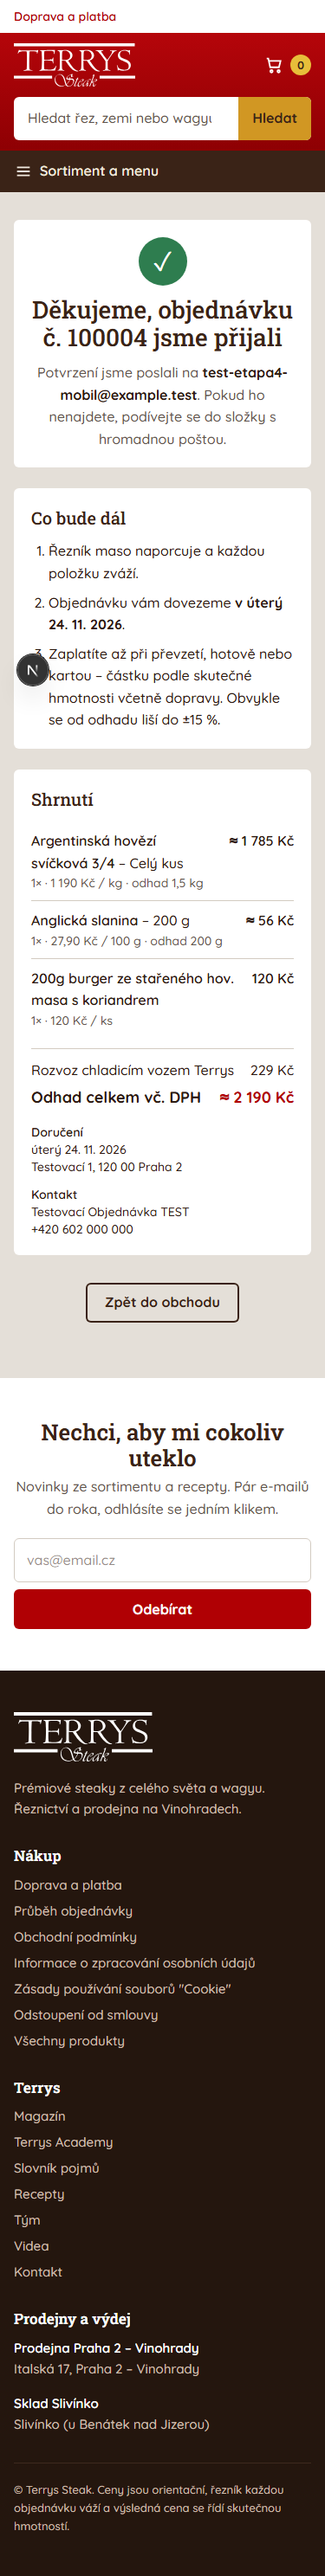 Doprava a platba
TERRYS
Steak
0
Hledat řez, zemi nebo wagyu
Hledat
Sortiment a menu
Děkujeme, objednávku
č. 100004 jsme přijali
Potvrzení jsme poslali na test-etapa4-
mobil@example.test. Pokud ho
nenajdete, podívejte se do složky s
hromadnou poštou.
Co bude dál
1. Řezník maso naporcuje a každou
položku zváží.
2. Objednávku vám dovezeme v úterý
24. 11. 2026.
N
3. Zaplatíte až při převzetí, hotově nebo
kartou – částku podle skutečné
hmotnosti včetně dopravy. Obvykle
se od odhadu liší do ±15 %.
Shrnutí
Argentinská hovězí ≈ 1 785 Kč
svíčková 3/4 – Celý kus
1× · 1 190 Kč / kg · odhad 1,5 kg
Anglická slanina – 200 g ≈ 56 Kč
1× · 27,90 Kč / 100 g · odhad 200 g
200g burger ze stařeného hov. 120 Kč
masa s koriandrem
1× · 120 Kč / ks
Rozvoz chladicím vozem Terrys 229 Kč
Odhad celkem vč. DPH ≈ 2 190 Kč
Doručení
úterý 24. 11. 2026
Testovací 1, 120 00 Praha 2
Kontakt
Testovací Objednávka TEST
+420 602 000 000
Zpět do obchodu
Nechci, aby mi cokoliv
uteklo
Novinky ze sortimentu a recepty. Pár e-mailů
do roka, odhlásíte se jedním klikem.
vas@email.cz
Odebírat
TERRYS
Steak
Prémiové steaky z celého světa a wagyu.
Řeznictví a prodejna na Vinohradech.
Nákup
Doprava a platba
Průběh objednávky
Obchodní podmínky
Informace o zpracování osobních údajů
Zásady používání souborů "Cookie"
Odstoupení od smlouvy
Všechny produkty
Terrys
Magazín
Terrys Academy
Slovník pojmů
Recepty
Tým
Videa
Kontakt
Prodejny a výdej
Prodejna Praha 2 – Vinohrady
Italská 17, Praha 2 – Vinohrady
Sklad Slivínko
Slivínko (u Benátek nad Jizerou)
© Terrys Steak. Ceny jsou orientační, řezník každou
objednávku váží a výsledná cena se řídí skutečnou
hmotností.